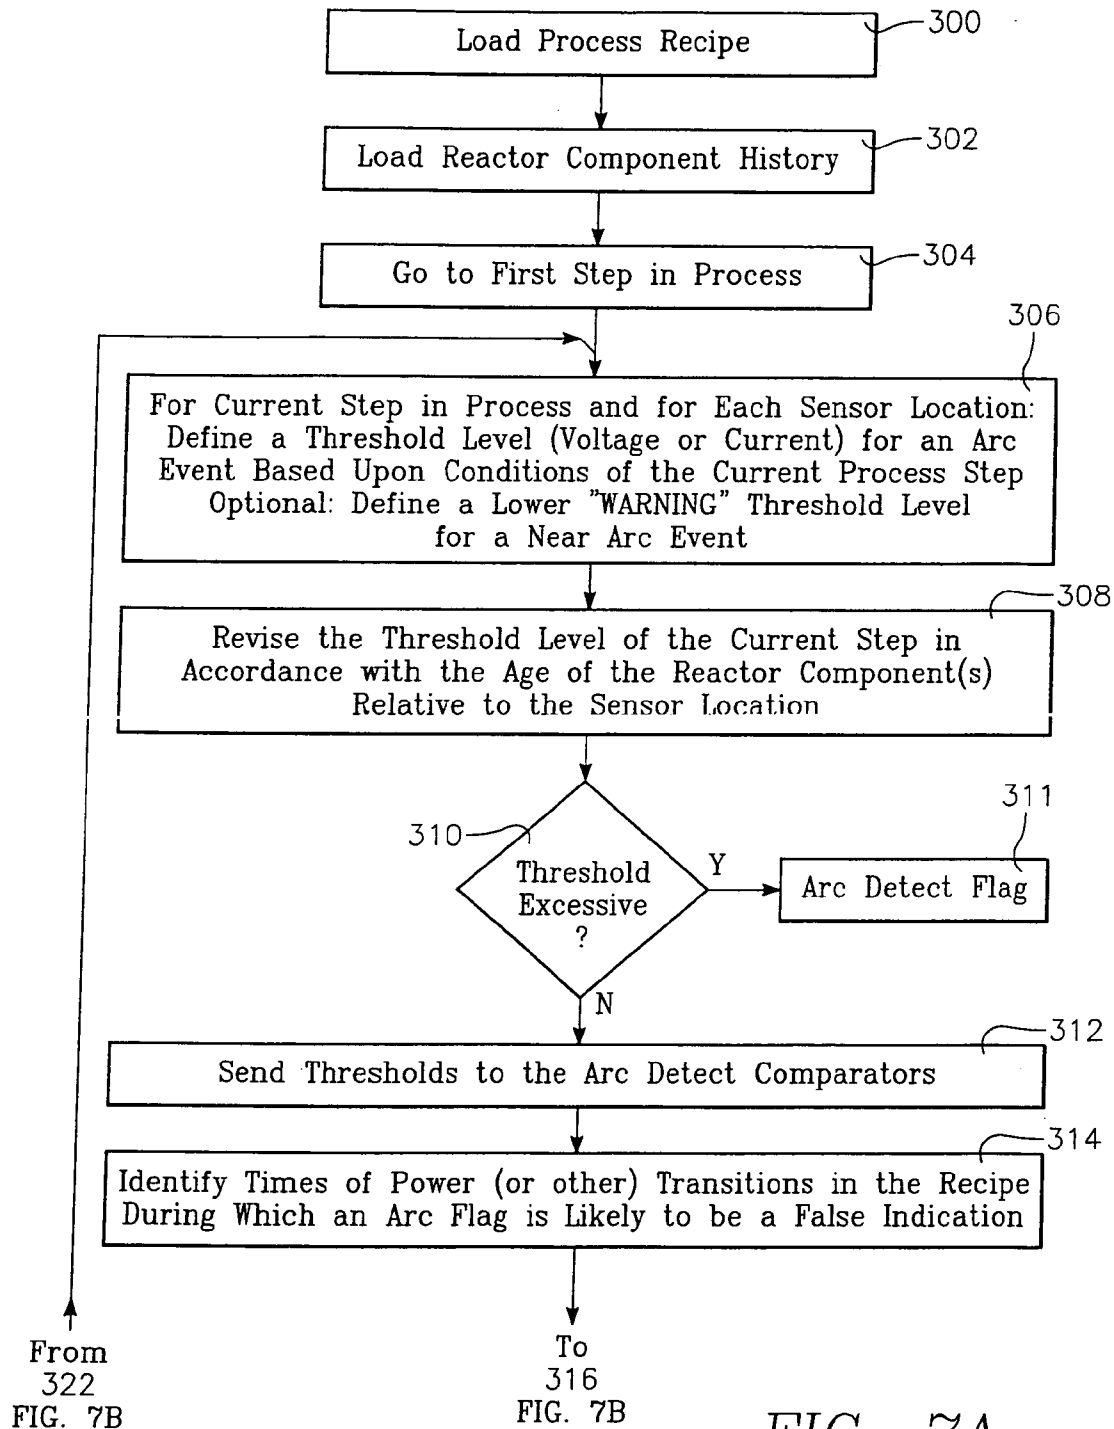 300
Load Process Recipe
302
Load Reactor Component History
304
Go to First Step in Process
306
For Current Step in Process and for Each Sensor Location:
Define a Threshold Level (Voltage or Current) for an Arc
Event Based Upon Conditions of the Current Process Step
Optional: Define a Lower "WARNING" Threshold Level
for a Near Arc Event
308
Revise the Threshold Level of the Current Step in
Accordance with the Age of the Reactor Component(s)
Relative to the Sensor Location
310
Threshold
Excessive
?
Y
311
Arc Detect Flag
N
312
Send Thresholds to the Arc Detect Comparators
314
Identify Times of Power (or other) Transitions in the Recipe
During Which an Arc Flag is Likely to be a False Indication
From
322
FIG. 7B
To
316
FIG. 7B
FIG. 7A